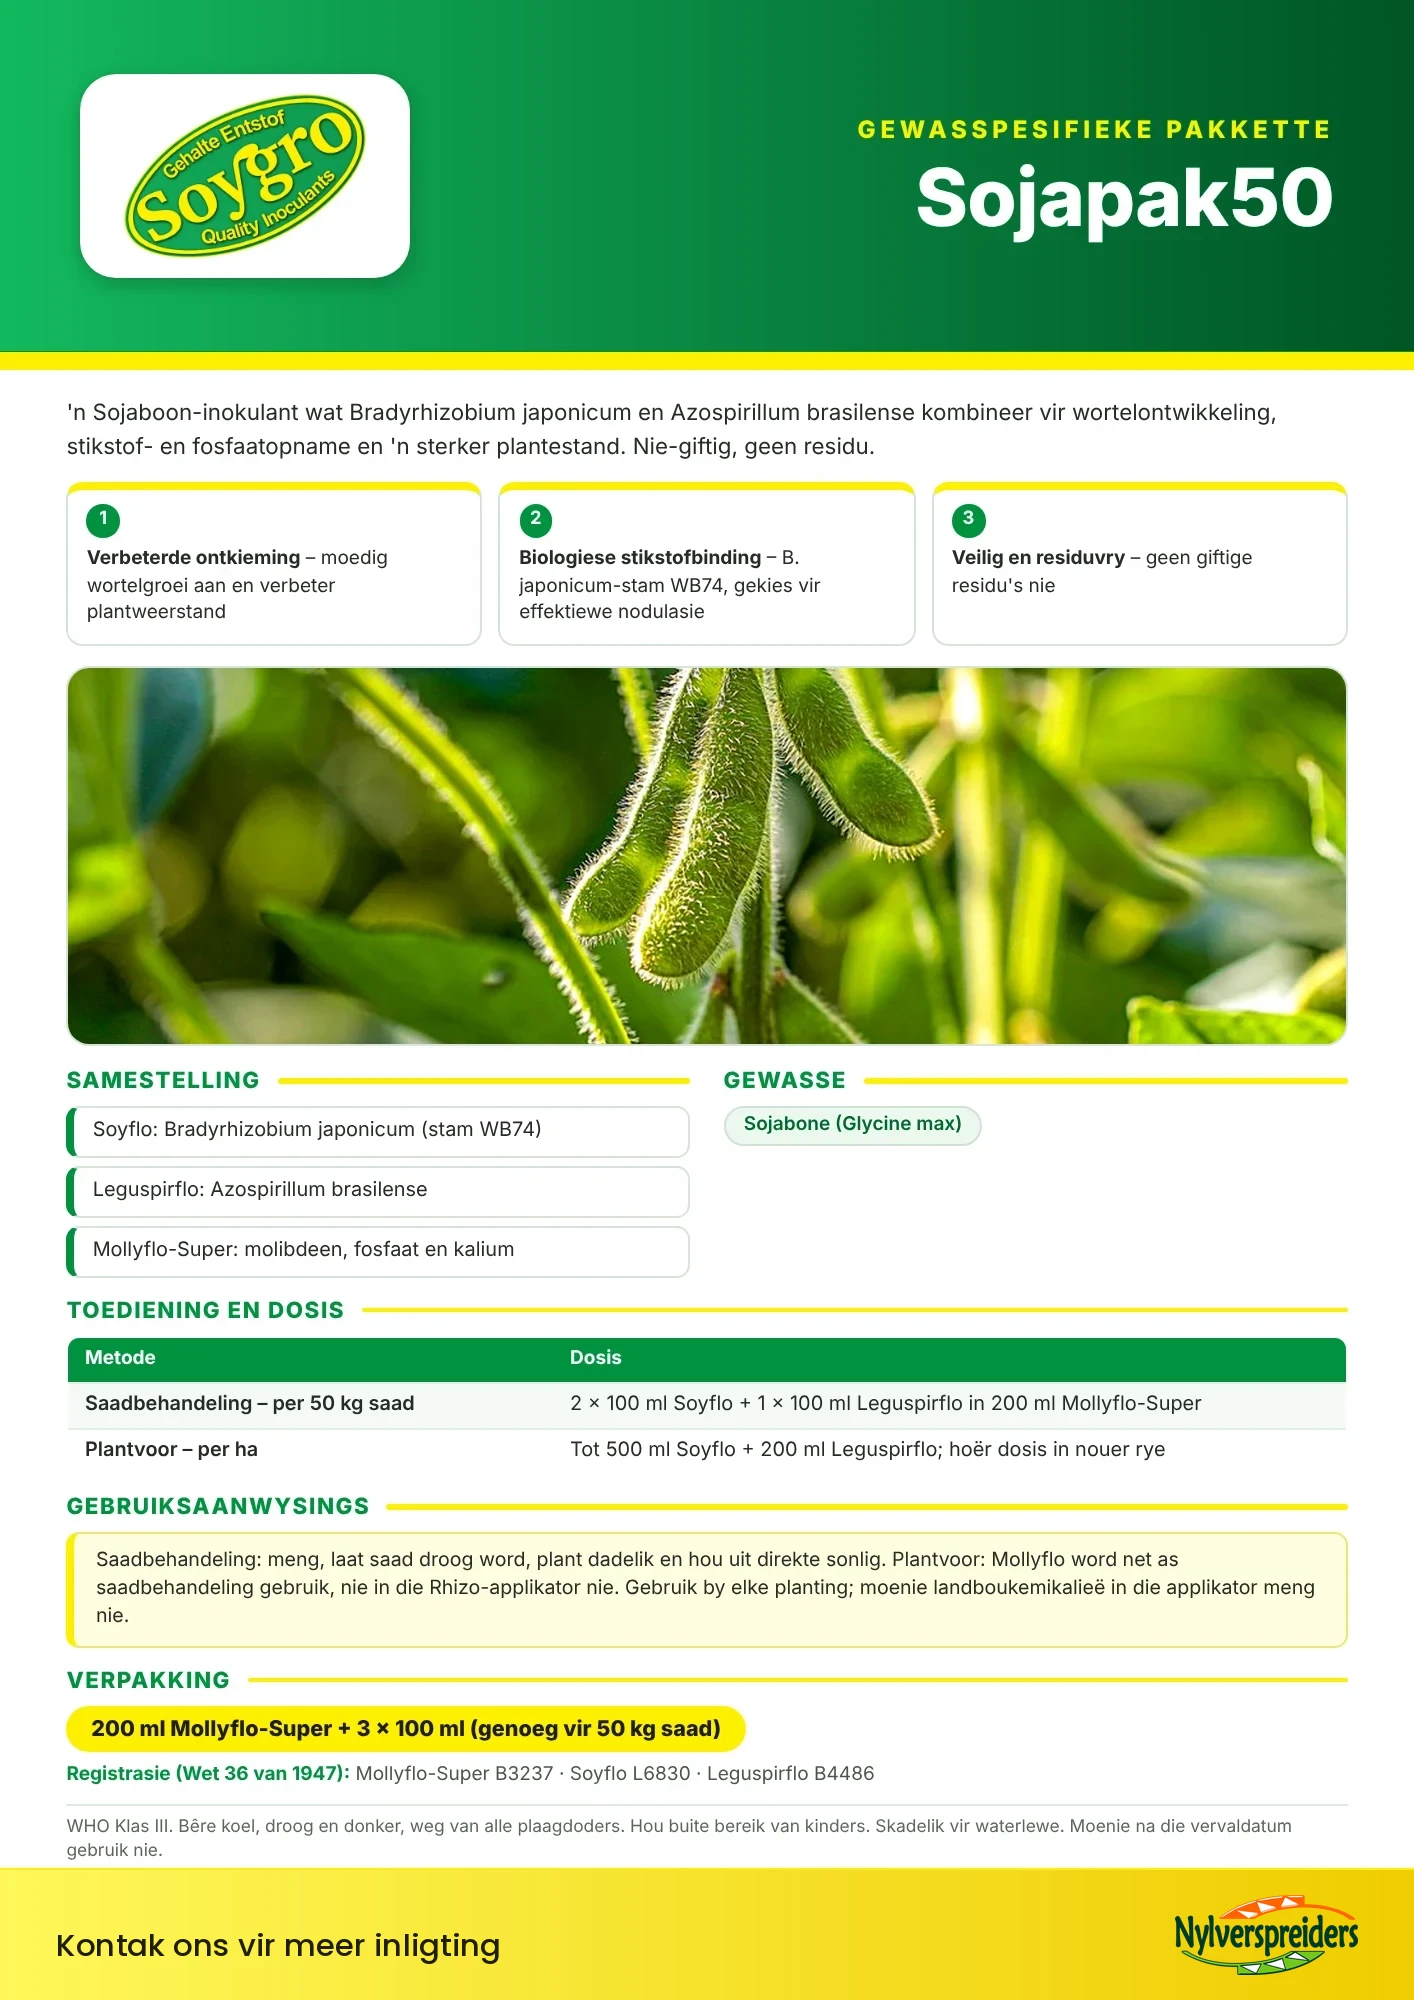 Gehalte Entstof
Soygro
Quality Inoculants
GEWASSPESIFIEKE PAKKETTE
Sojapak50
'n Sojaboon-inokulant wat Bradyrhizobium japonicum en Azospirillum brasilense kombineer vir wortelontwikkeling,
stikstof- en fosfaatopname en 'n sterker plantestand. Nie-giftig, geen residu.
1
Verbeterde ontkieming – moedig
wortelgroei aan en verbeter
plantweerstand
2
Biologiese stikstofbinding – B.
japonicum-stam WB74, gekies vir
effektiewe nodulasie
3
Veilig en residuvry – geen giftige
residu's nie
SAMESTELLING
Soyflo: Bradyrhizobium japonicum (stam WB74)
Leguspirflo: Azospirillum brasilense
Mollyflo-Super: molibdeen, fosfaat en kalium
GEWASSE
Sojabone (Glycine max)
TOEDIENING EN DOSIS
Metode Dosis
Saadbehandeling – per 50 kg saad 2 × 100 ml Soyflo + 1 × 100 ml Leguspirflo in 200 ml Mollyflo-Super
Plantvoor – per ha Tot 500 ml Soyflo + 200 ml Leguspirflo; hoër dosis in nouer rye
GEBRUIKSAANWYSINGS
Saadbehandeling: meng, laat saad droog word, plant dadelik en hou uit direkte sonlig. Plantvoor: Mollyflo word net as
saadbehandeling gebruik, nie in die Rhizo-applikator nie. Gebruik by elke planting; moenie landboukemikalieë in die applikator meng
nie.
VERPAKKING
200 ml Mollyflo-Super + 3 × 100 ml (genoeg vir 50 kg saad)
Registrasie (Wet 36 van 1947): Mollyflo-Super B3237 · Soyflo L6830 · Leguspirflo B4486
WHO Klas III. Bêre koel, droog en donker, weg van alle plaagdoders. Hou buite bereik van kinders. Skadelik vir waterlewe. Moenie na die vervaldatum
gebruik nie.
Kontak ons vir meer inligting
Nylverspreiders